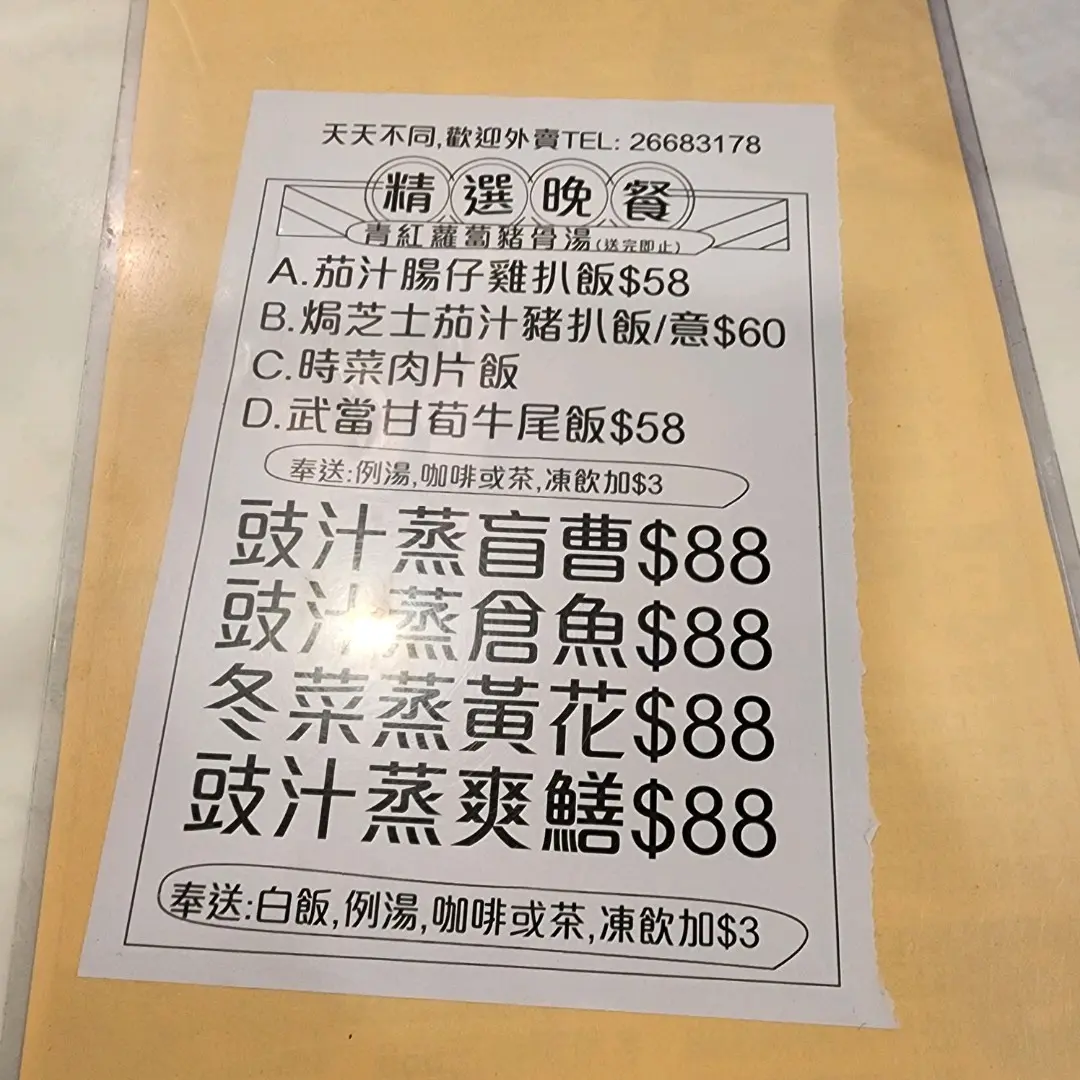 天天不同,歡迎外賣TEL: 26683178
精選晚餐
青紅蘿蔔豬骨湯(送完即止)
A.茄汁腸仔雞扒飯$58
B.焗芝士茄汁豬扒飯/意$60
C.時菜肉片飯
D.武當甘荀牛尾飯$58
奉送:例湯,咖啡或茶,凍飲加$3
豉汁蒸盲曹$88
豉汁蒸倉魚$88
冬菜蒸黃花$88
豉汁蒸爽鱔$88
奉送:白飯,例湯,咖啡或茶,凍飲加$3